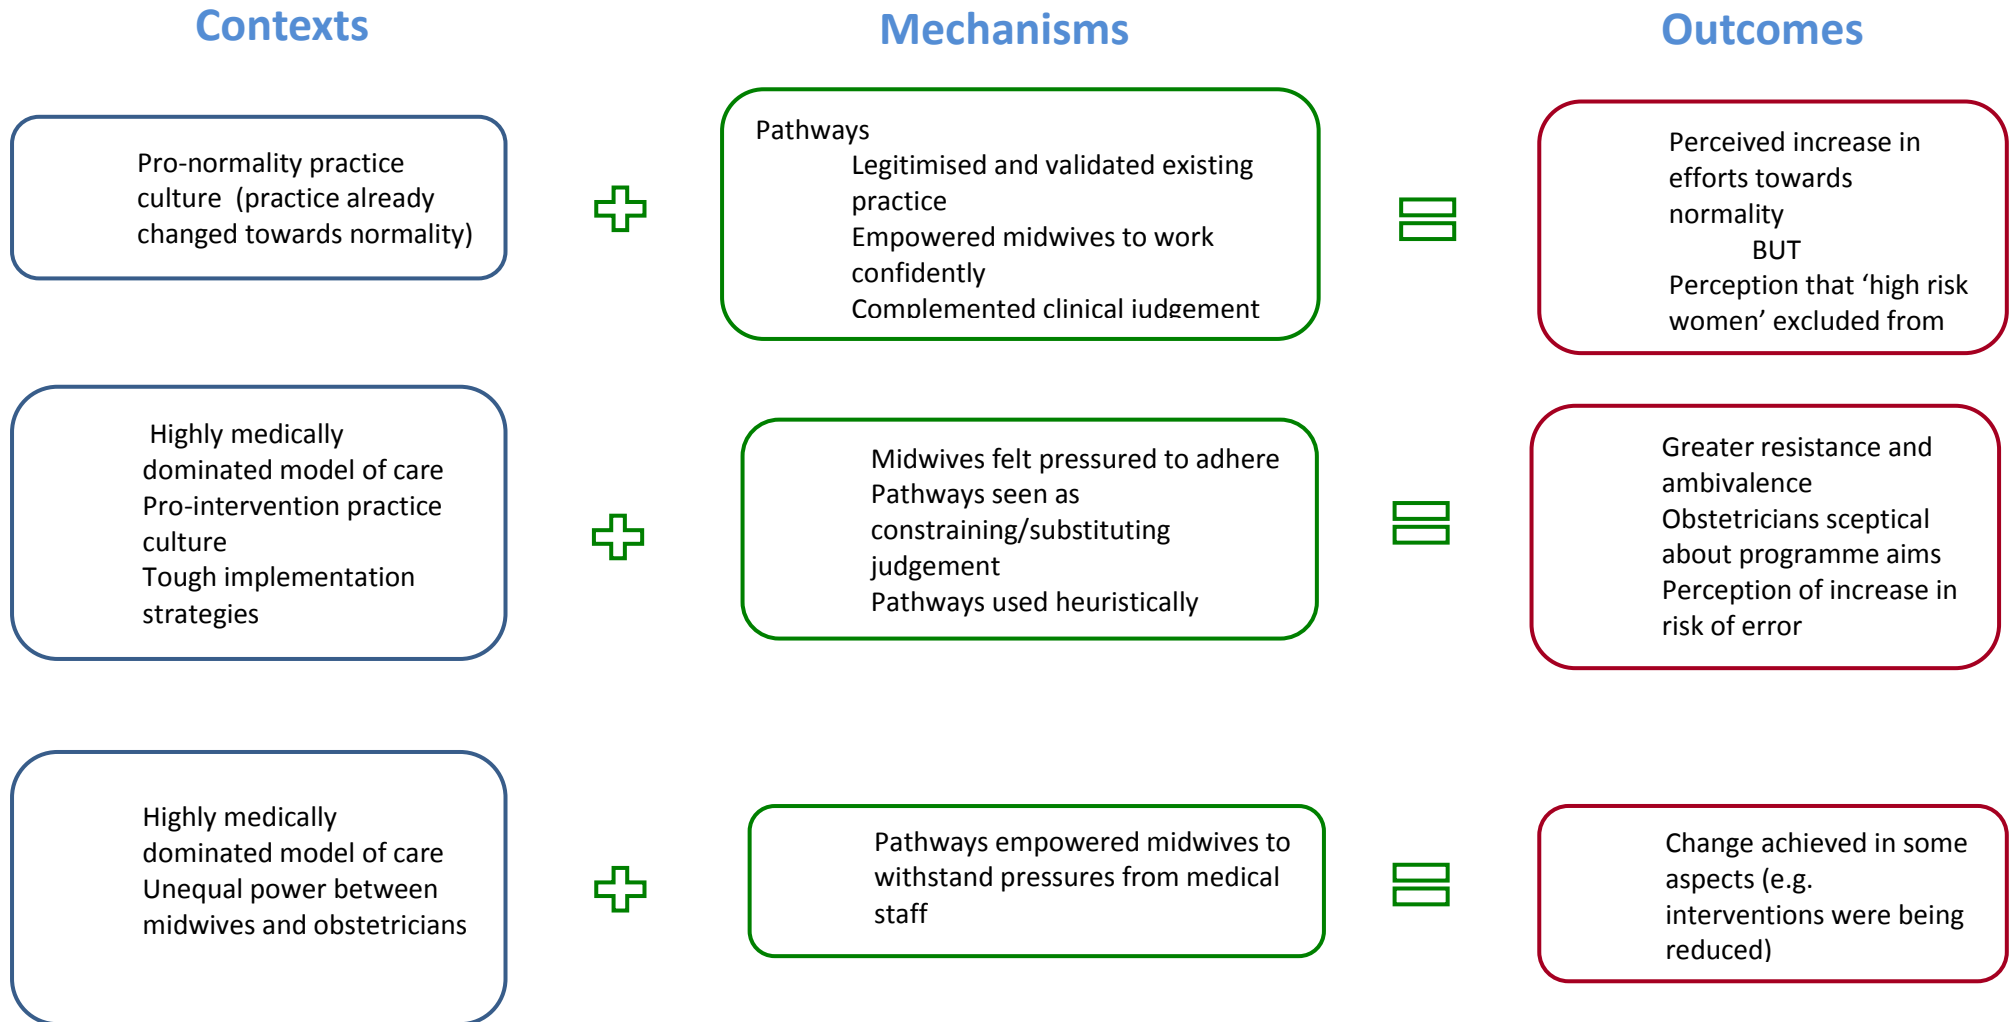 Contexts
Mechanisms
Outcomes
Pro-normality practice
culture (practice already
changed towards normality)
Pathways
Legitimised and validated existing
practice
Empowered midwives to work
confidently
Complemented clinical judgement
Perceived increase in
efforts towards
normality
BUT
Perception that ‘high risk
women’ excluded from
Highly medically
dominated model of care
Pro-intervention practice
culture
Tough implementation
strategies
Midwives felt pressured to adhere
Pathways seen as
constraining/substituting
judgement
Pathways used heuristically
Greater resistance and
ambivalence
Obstetricians sceptical
about programme aims
Perception of increase in
risk of error
Highly medically
dominated model of care
Unequal power between
midwives and obstetricians
Pathways empowered midwives to
withstand pressures from medical
staff
Change achieved in some
aspects (e.g.
interventions were being
reduced)